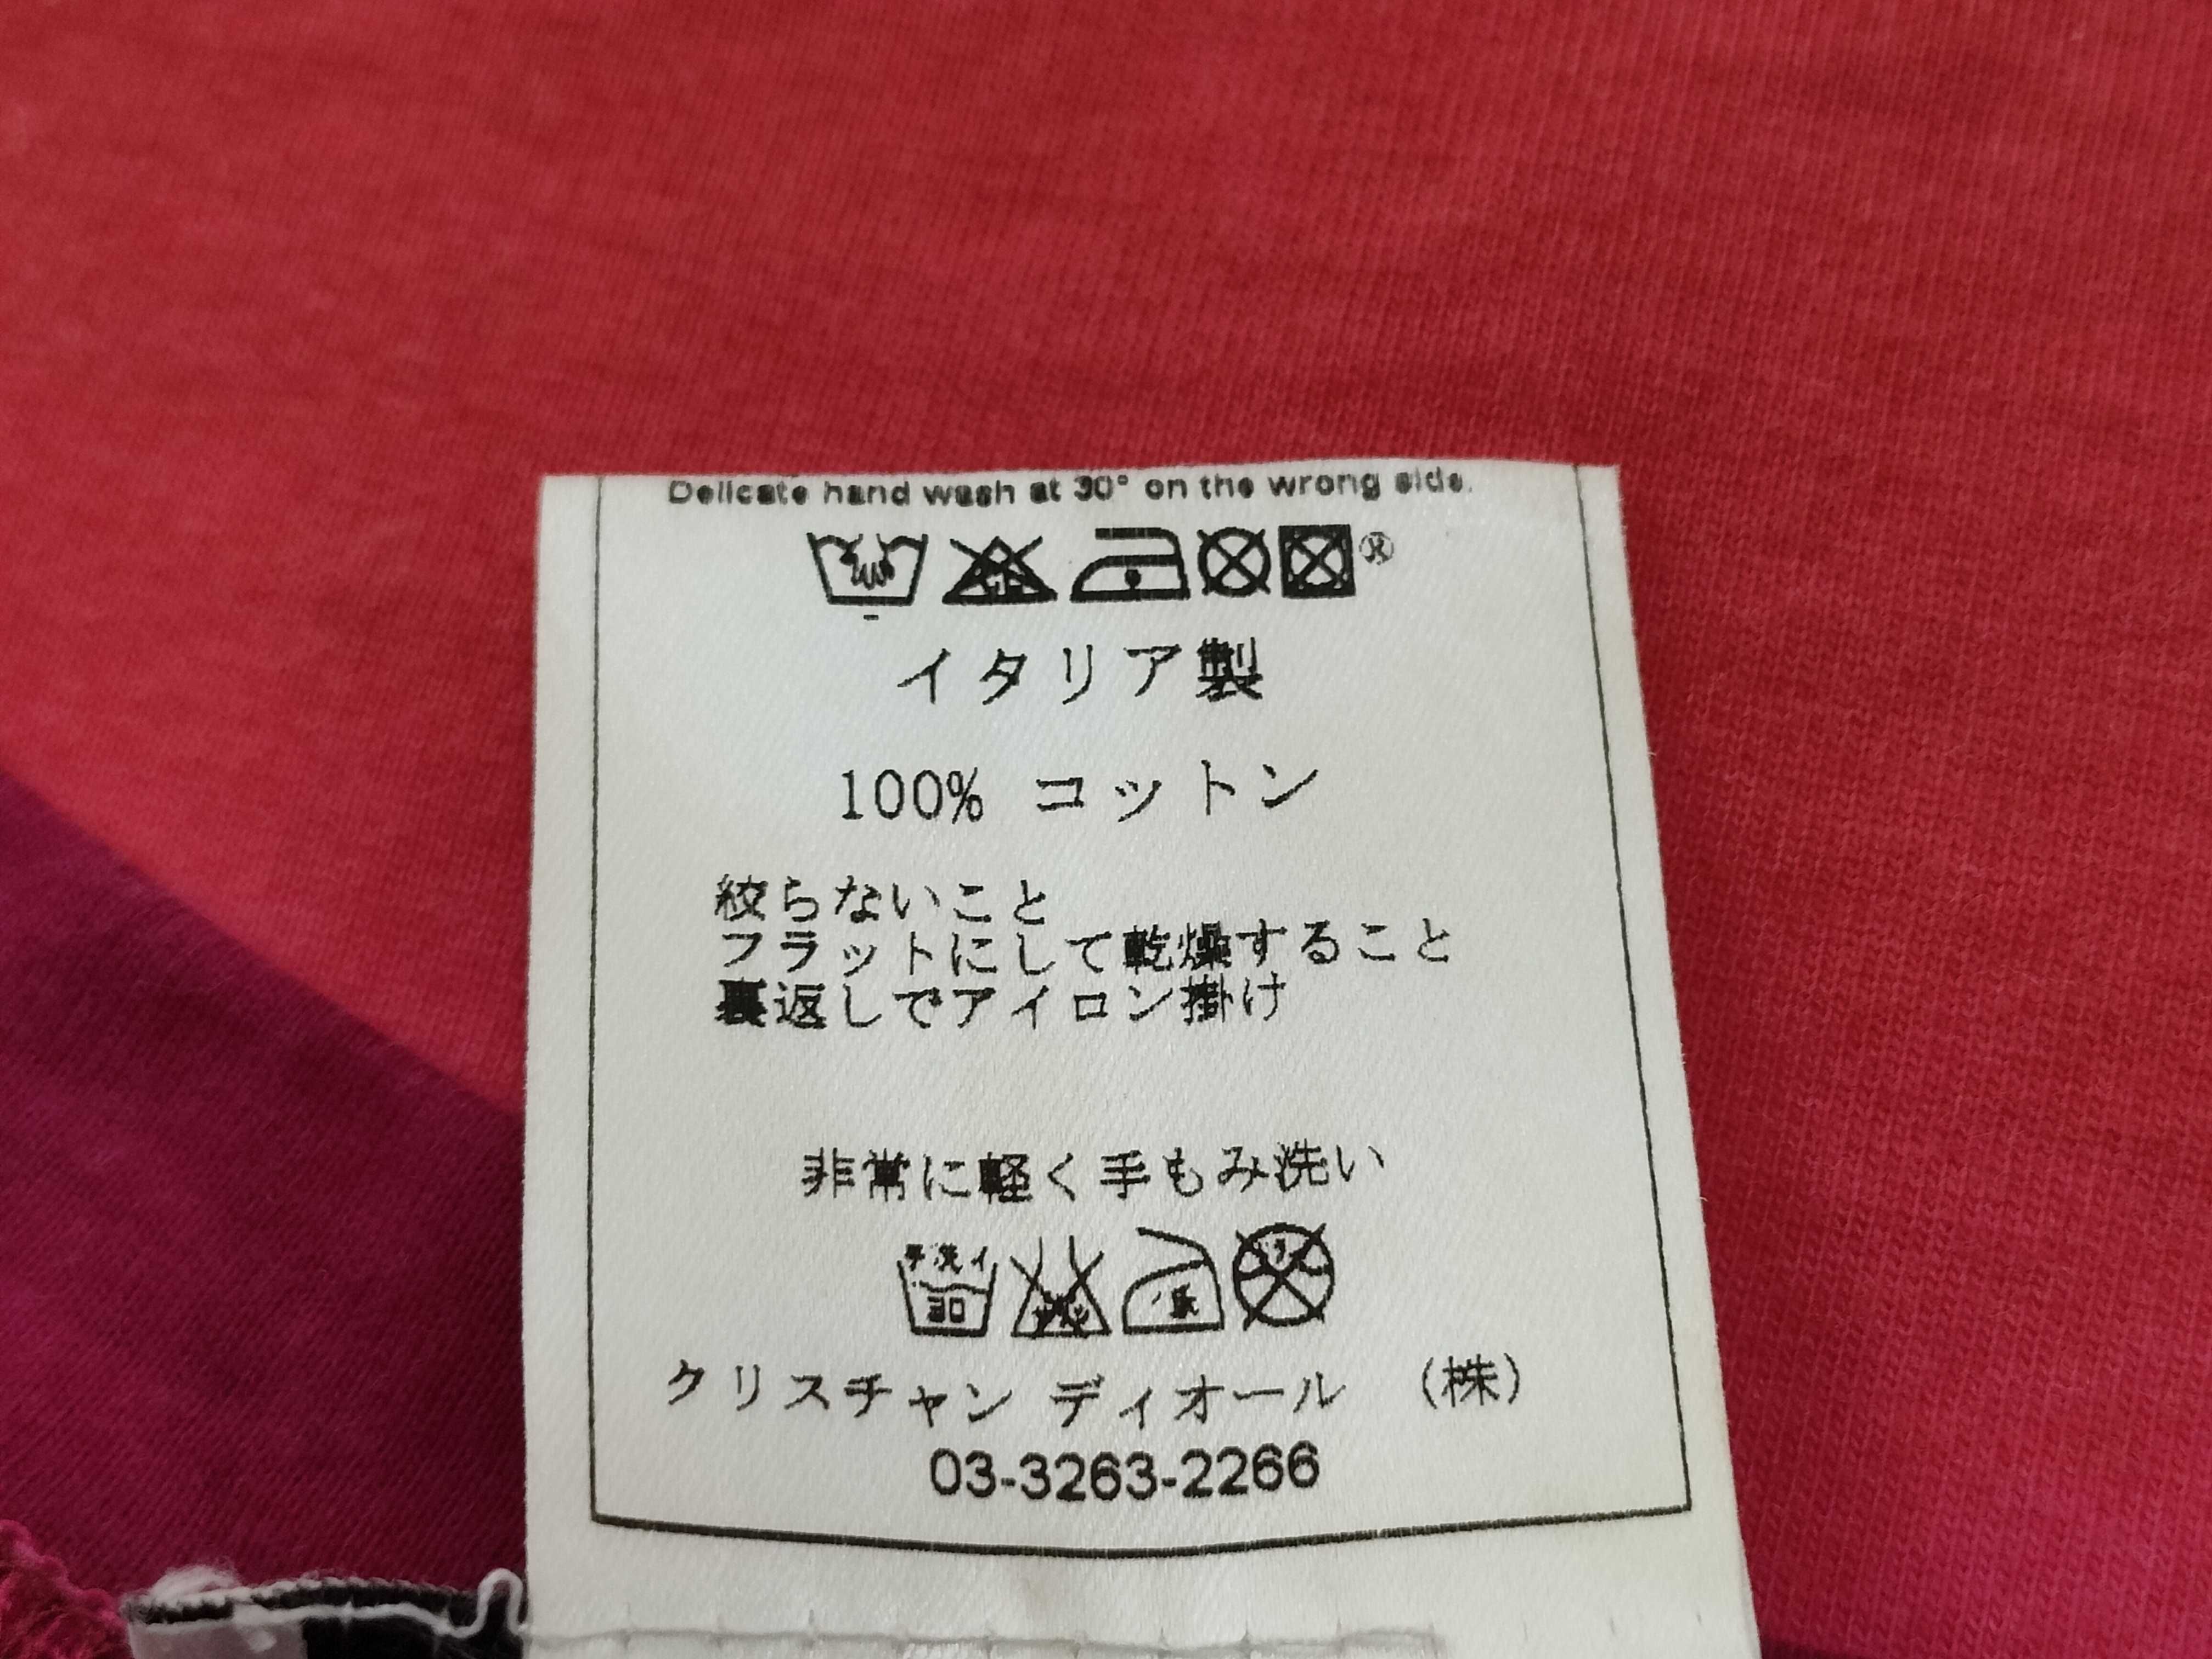 Delicate hand wash at 30° on the wrong side.
イタリア製
100% コットン
絞らないこと
フラットにして乾燥すること
裏返しでアイロン掛け
非常に軽く手もみ洗い
手洗イ
30
クリスチャン ディオール (株)
03-3263-2266